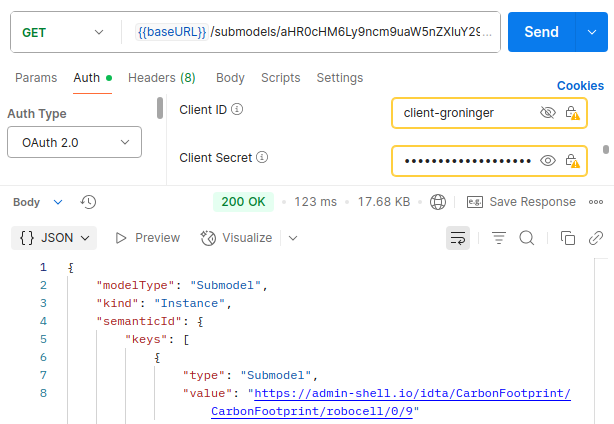 GET {{baseURL}} /submodels/aHR0cHM6Ly9ncm9uaW5nZXIuY29... Send
Params Auth Headers (8) Body Scripts Settings
Cookies
Auth Type
OAuth 2.0
Client ID
client-groninger
Client Secret
•••••••••••••••••••
Body 200 OK • 123 ms • 17.68 KB • e.g. Save Response
{} JSON Preview Visualize
1 {
2 "modelType": "Submodel",
3 "kind": "Instance",
4 "semanticId": {
5 "keys": [
6 {
7 "type": "Submodel",
8 "value": "https://admin-shell.io/idta/CarbonFootprint/
CarbonFootprint/robocell/0/9"